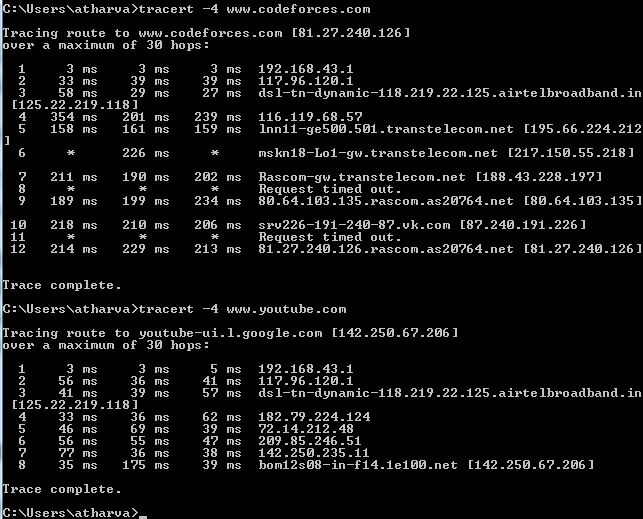 C:\Users\atharva>tracert -4 www.codeforces.com
Tracing route to www.codeforces.com [81.27.240.126]
over a maximum of 30 hops:
1 3 ms 3 ms 3 ms 192.168.43.1
2 33 ms 39 ms 39 ms 117.96.120.1
3 58 ms 29 ms 27 ms dsl-tn-dynamic-118.219.22.125.airtelbroadband.in
[125.22.219.118]
4 354 ms 201 ms 239 ms 116.119.68.57
5 158 ms 161 ms 159 ms lnn11-ge500.501.transtelecom.net [195.66.224.212
]
6 * 226 ms * mskn18-Lo1-gw.transtelecom.net [217.150.55.218]
7 211 ms 190 ms 202 ms Rascom-gw.transtelecom.net [188.43.228.197]
8 * * * Request timed out.
9 189 ms 199 ms 234 ms 80.64.103.135.rascom.as20764.net [80.64.103.135]
10 218 ms 210 ms 206 ms srv226-191-240-87.vk.com [87.240.191.226]
11 * * * Request timed out.
12 214 ms 229 ms 213 ms 81.27.240.126.rascom.as20764.net [81.27.240.126]
Trace complete.
C:\Users\atharva>tracert -4 www.youtube.com
Tracing route to youtube-ui.l.google.com [142.250.67.206]
over a maximum of 30 hops:
1 3 ms 3 ms 5 ms 192.168.43.1
2 56 ms 36 ms 41 ms 117.96.120.1
3 41 ms 39 ms 57 ms dsl-tn-dynamic-118.219.22.125.airtelbroadband.in
[125.22.219.118]
4 33 ms 36 ms 62 ms 182.79.224.124
5 46 ms 69 ms 39 ms 72.14.212.48
6 56 ms 55 ms 47 ms 209.85.246.51
7 77 ms 36 ms 38 ms 142.250.235.11
8 35 ms 175 ms 39 ms bom12s08-in-f14.1e100.net [142.250.67.206]
Trace complete.
C:\Users\atharva>_